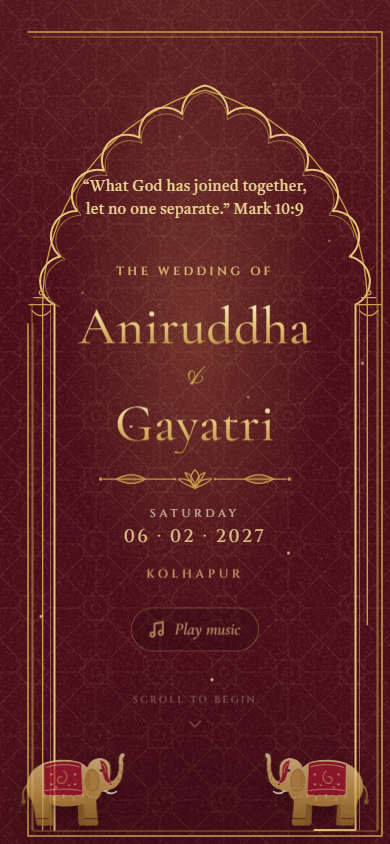 “What God has joined together,
let no one separate.” Mark 10:9
THE WEDDING OF
Aniruddha
&
Gayatri
SATURDAY
06 · 02 · 2027
KOLHAPUR
Play music
SCROLL TO BEGIN